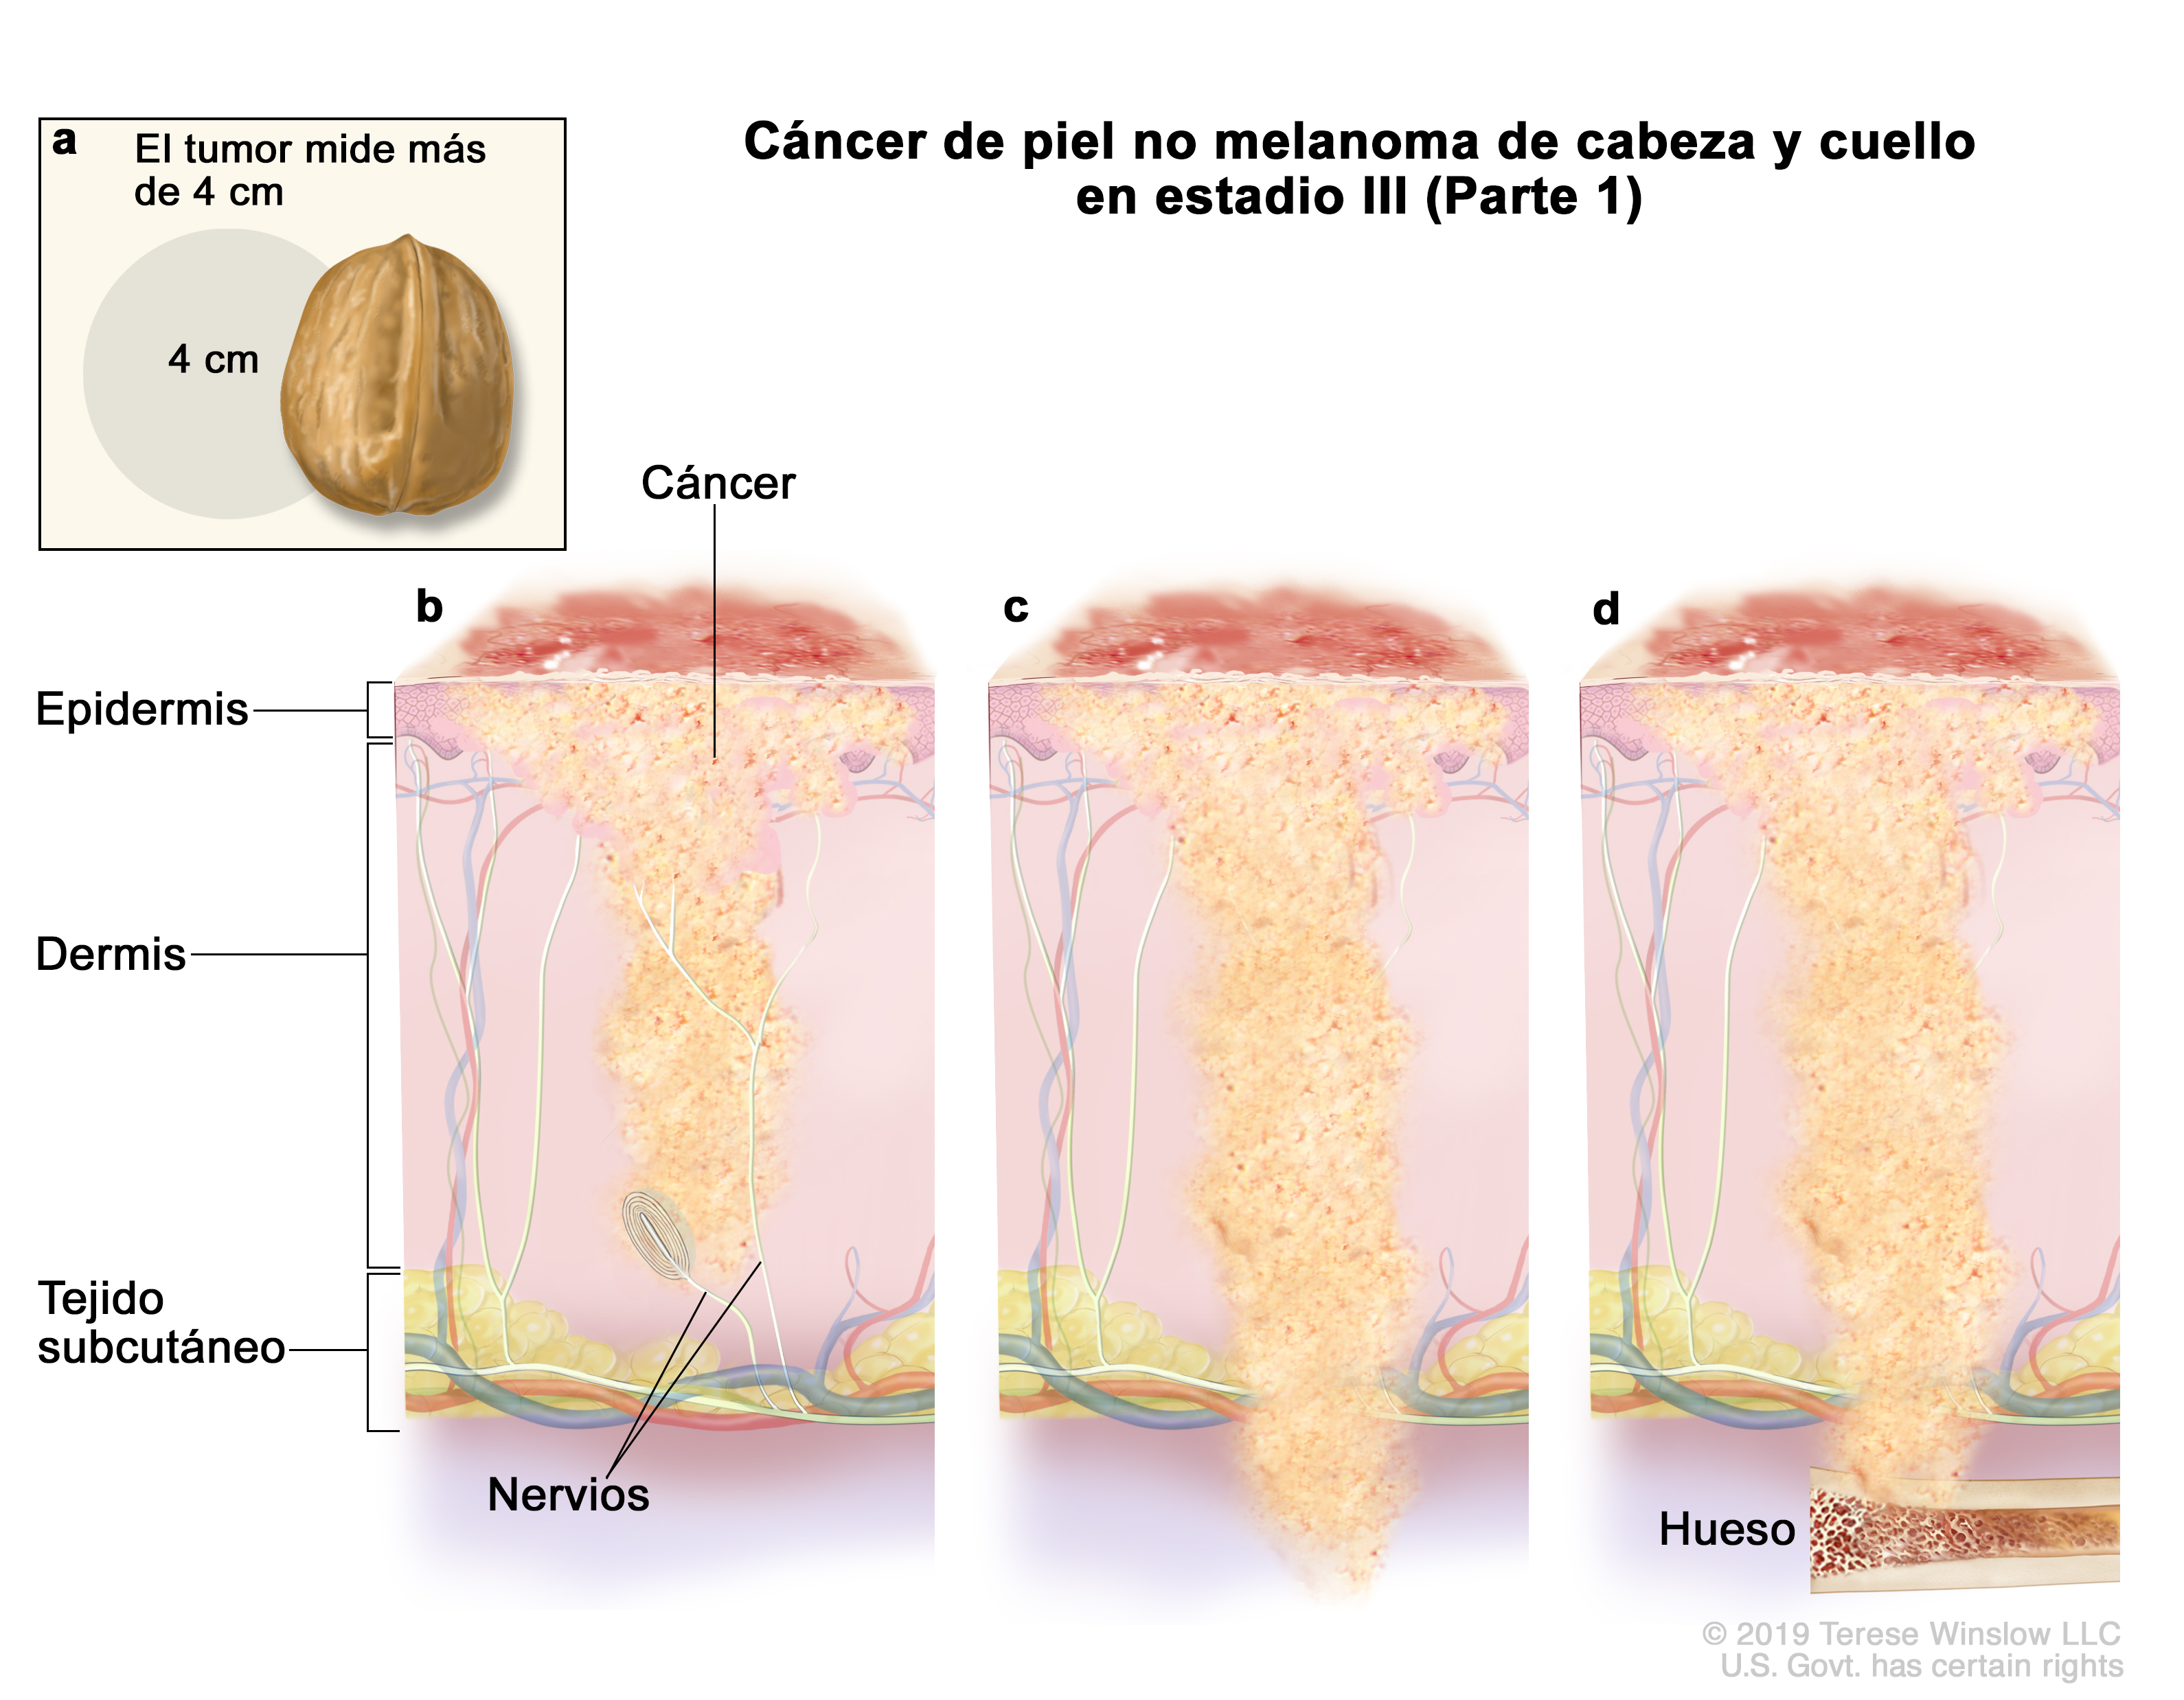 a
El tumor mide más
de 4 cm
4 cm
Cáncer de piel no melanoma de cabeza y cuello
en estadio III (Parte 1)
Cáncer
b
c
d
Epidermis
Dermis
Tejido
subcutáneo
Nervios
Hueso
© 2019 Terese Winslow LLC
U.S. Govt. has certain rights